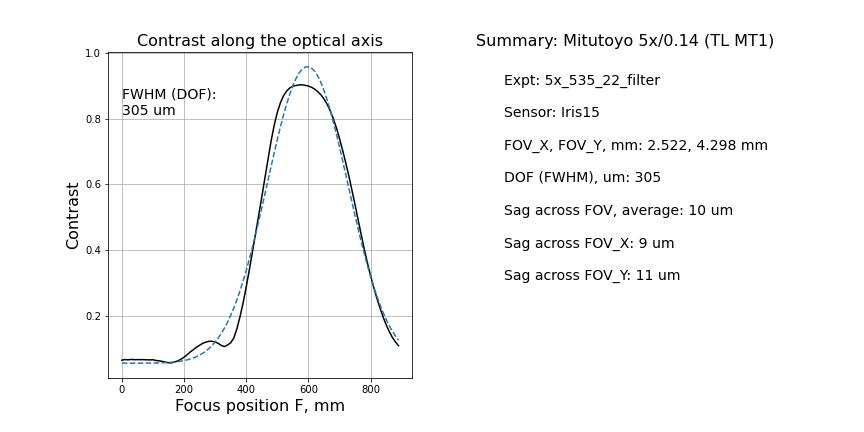 Contrast along the optical axis
1.0
0.8
0.6
0.4
0.2
Contrast
FWHM (DOF):
305 um
0
200
400
600
800
Focus position F, mm
Summary: Mitutoyo 5x/0.14 (TL MT1)
Expt: 5x_535_22_filter
Sensor: Iris15
FOV_X, FOV_Y, mm: 2.522, 4.298 mm
DOF (FWHM), um: 305
Sag across FOV, average: 10 um
Sag across FOV_X: 9 um
Sag across FOV_Y: 11 um